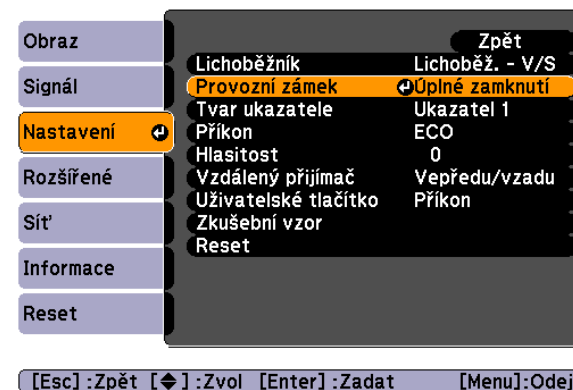 Obraz
Signál
Nastavení
Rozšířené
Síť
Informace
Reset
Zpět
Lichoběžník Lichoběž. - V/S
Provozní zámek Úplné zamknutí
Tvar ukazatele Ukazatel 1
Příkon ECO
Hlasitost 0
Vzdálený přijímač Vepředu/vzadu
Uživatelské tlačítko Příkon
Zkušební vzor
Reset
[Esc] :Zpět [◆] :Zvol [Enter] :Zadat [Menu]:Odej